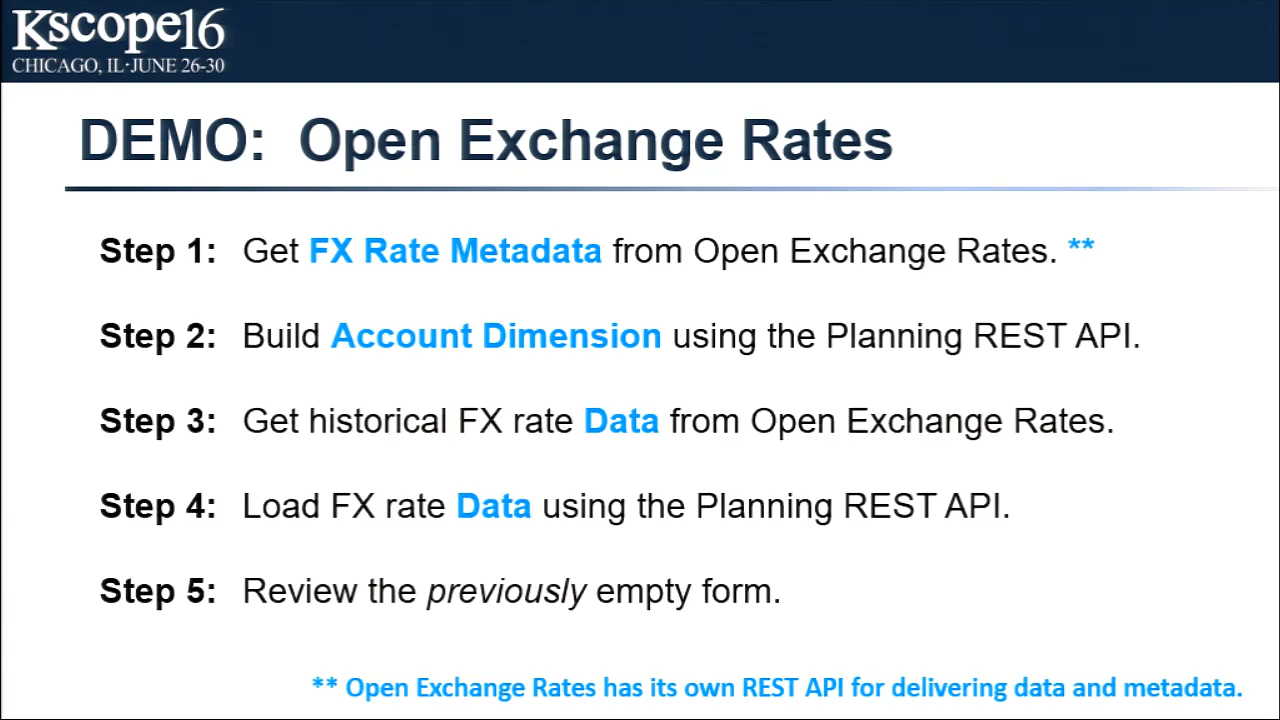 Kscope16
CHICAGO, IL·JUNE 26-30
DEMO: Open Exchange Rates
Step 1: Get FX Rate Metadata from Open Exchange Rates. **
Step 2: Build Account Dimension using the Planning REST API.
Step 3: Get historical FX rate Data from Open Exchange Rates.
Step 4: Load FX rate Data using the Planning REST API.
Step 5: Review the previously empty form.
** Open Exchange Rates has its own REST API for delivering data and metadata.